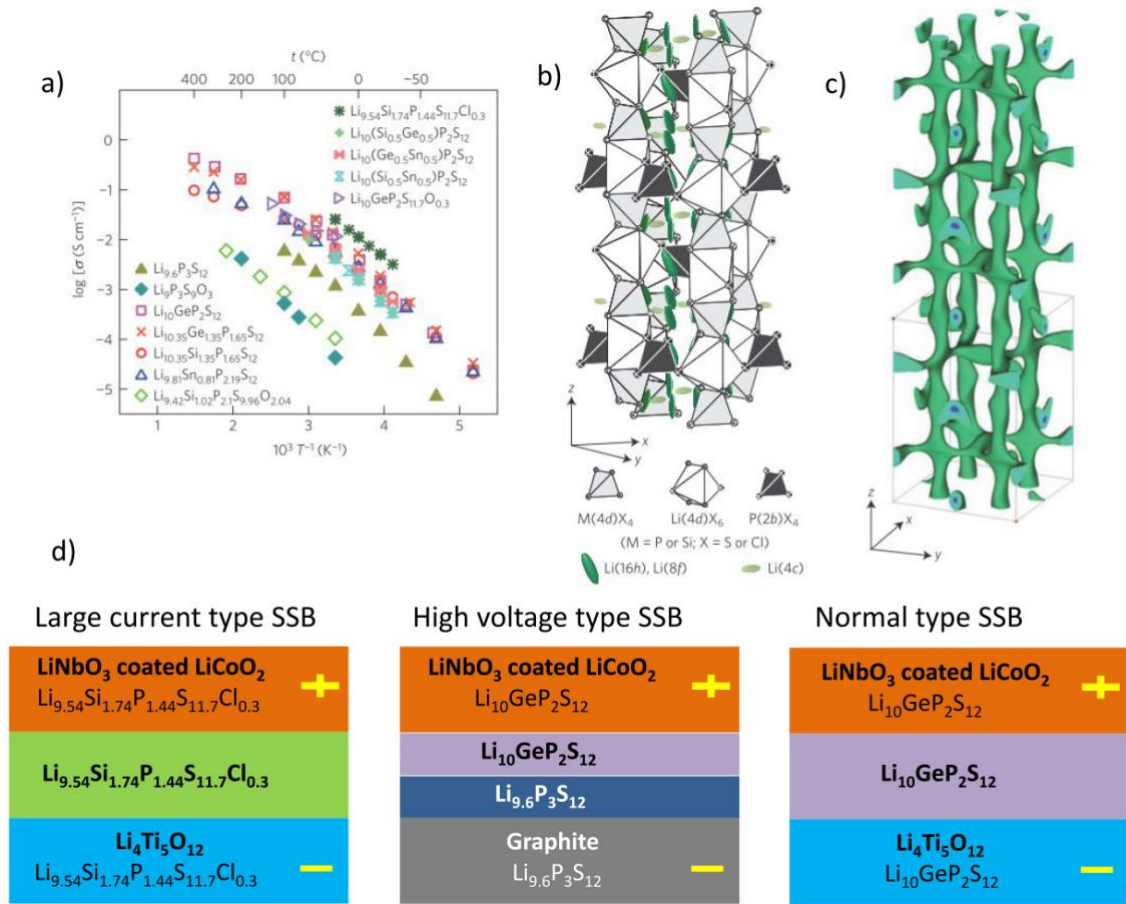 a)
t (°C)
400 200 100 0 -50
0
-1
-2
-3
-4
-5
log [σ (S cm⁻¹)]
Li₉.₅₄Si₁.₇₄P₁.₄₄S₁₁.₇Cl₀.₃
Li₁₀(Si₀.₅Ge₀.₅)P₂S₁₂
Li₁₀(Ge₀.₅Sn₀.₅)P₂S₁₂
Li₁₀(Si₀.₅Sn₀.₅)P₂S₁₂
Li₁₀GeP₂S₁₁.₇O₀.₃
Li₉.₆P₃S₁₂
Li₉P₃S₉O₃
Li₁₀GeP₂S₁₂
Li₁₀.₃₅Ge₁.₃₅P₁.₆₅S₁₂
Li₁₀.₃₅Si₁.₃₅P₁.₆₅S₁₂
Li₉.₈₁Sn₀.₈₁P₂.₁₉S₁₂
Li₉.₄₂Si₁.₀₂P₂.₁S₉.₉₆O₂.₀₄
1 2 3 4 5
10³ T⁻¹ (K⁻¹)
b)
z
x
y
M(4d)X₄ Li(4d)X₆ P(2b)X₄
(M = P or Si; X = S or Cl)
Li(16h), Li(8f) Li(4c)
c)
z
x
y
d)
Large current type SSB
LiNbO₃ coated LiCoO₂
Li₉.₅₄Si₁.₇₄P₁.₄₄S₁₁.₇Cl₀.₃
+
Li₉.₅₄Si₁.₇₄P₁.₄₄S₁₁.₇Cl₀.₃
Li₄Ti₅O₁₂
Li₉.₅₄Si₁.₇₄P₁.₄₄S₁₁.₇Cl₀.₃
−
High voltage type SSB
LiNbO₃ coated LiCoO₂
Li₁₀GeP₂S₁₂
+
Li₁₀GeP₂S₁₂
Li₉.₆P₃S₁₂
Graphite
Li₉.₆P₃S₁₂
−
Normal type SSB
LiNbO₃ coated LiCoO₂
Li₁₀GeP₂S₁₂
+
Li₁₀GeP₂S₁₂
Li₄Ti₅O₁₂
Li₁₀GeP₂S₁₂
−